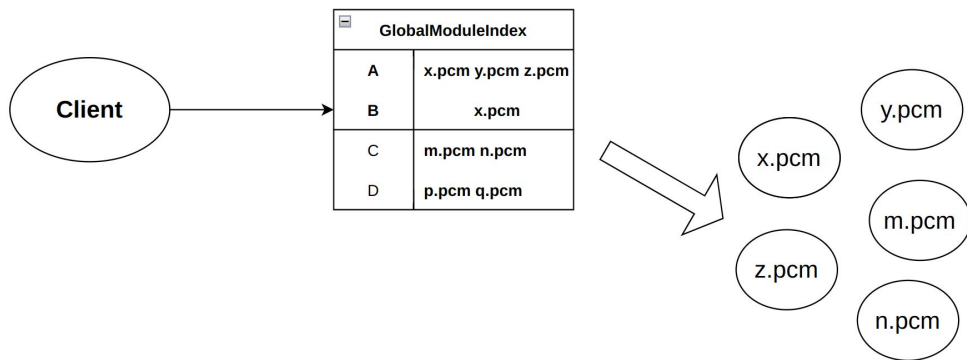 Client
GlobalModuleIndex
A x.pcm y.pcm z.pcm
B x.pcm
C m.pcm n.pcm
D p.pcm q.pcm
y.pcm
x.pcm
m.pcm
z.pcm
n.pcm